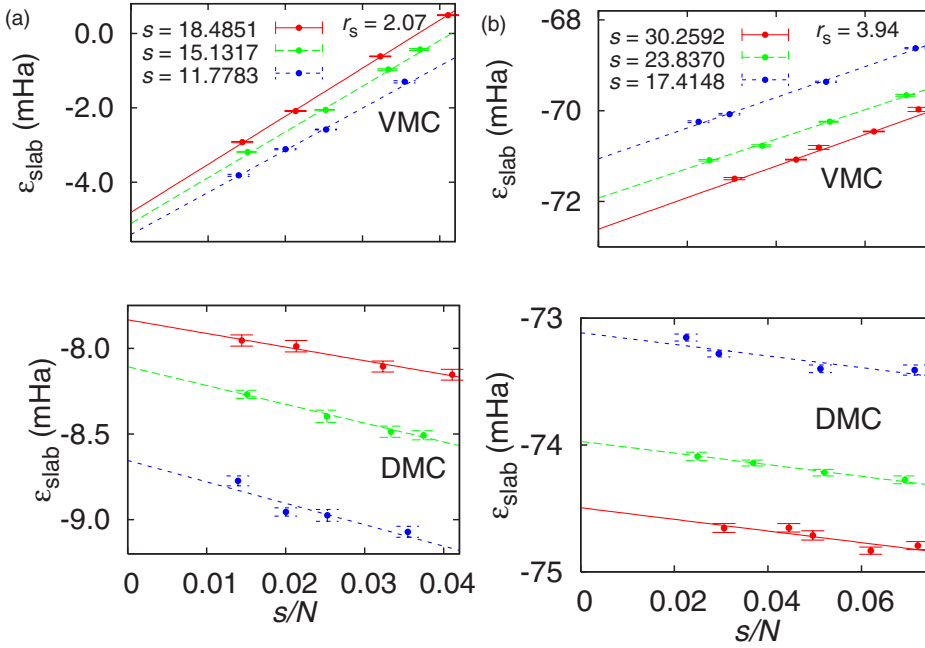 (a)
s = 18.4851
s = 15.1317
s = 11.7783
r_s = 2.07
0.0
-2.0
-4.0
ε_slab (mHa)
VMC
(b)
-68
-70
-72
s = 30.2592
s = 23.8370
s = 17.4148
r_s = 3.94
ε_slab (mHa)
VMC
-8.0
-8.5
-9.0
ε_slab (mHa)
DMC
0
0.01
0.02
0.03
0.04
s/N
-73
-74
-75
ε_slab (mHa)
DMC
0
0.02
0.04
0.06
s/N